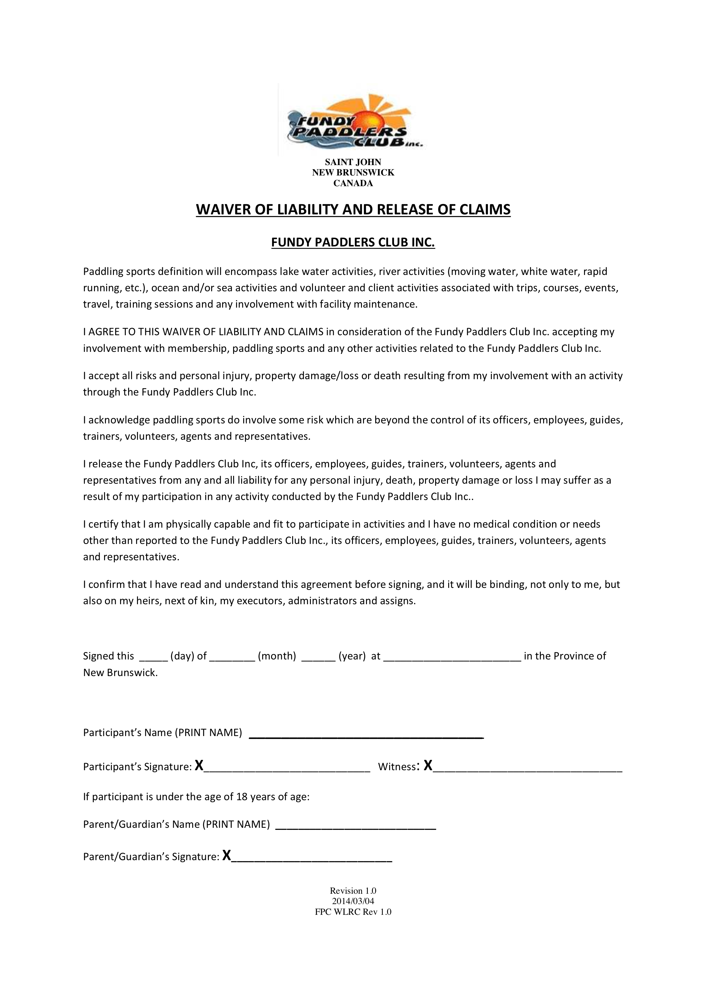 FUNDY
PADDLERS
CLUB inc.
SAINT JOHN
NEW BRUNSWICK
CANADA
WAIVER OF LIABILITY AND RELEASE OF CLAIMS
FUNDY PADDLERS CLUB INC.
Paddling sports definition will encompass lake water activities, river activities (moving water, white water, rapid
running, etc.), ocean and/or sea activities and volunteer and client activities associated with trips, courses, events,
travel, training sessions and any involvement with facility maintenance.
I AGREE TO THIS WAIVER OF LIABILITY AND CLAIMS in consideration of the Fundy Paddlers Club Inc. accepting my
involvement with membership, paddling sports and any other activities related to the Fundy Paddlers Club Inc.
I accept all risks and personal injury, property damage/loss or death resulting from my involvement with an activity
through the Fundy Paddlers Club Inc.
I acknowledge paddling sports do involve some risk which are beyond the control of its officers, employees, guides,
trainers, volunteers, agents and representatives.
I release the Fundy Paddlers Club Inc, its officers, employees, guides, trainers, volunteers, agents and
representatives from any and all liability for any personal injury, death, property damage or loss I may suffer as a
result of my participation in any activity conducted by the Fundy Paddlers Club Inc..
I certify that I am physically capable and fit to participate in activities and I have no medical condition or needs
other than reported to the Fundy Paddlers Club Inc., its officers, employees, guides, trainers, volunteers, agents
and representatives.
I confirm that I have read and understand this agreement before signing, and it will be binding, not only to me, but
also on my heirs, next of kin, my executors, administrators and assigns.
Signed this _____ (day) of ________ (month) ______ (year) at ________________________ in the Province of
New Brunswick.
Participant’s Name (PRINT NAME) ______________________________
Participant’s Signature: X_____________________________ Witness: X_________________________________
If participant is under the age of 18 years of age:
Parent/Guardian’s Name (PRINT NAME) ____________________________
Parent/Guardian’s Signature: X____________________________
Revision 1.0
2014/03/04
FPC WLRC Rev 1.0